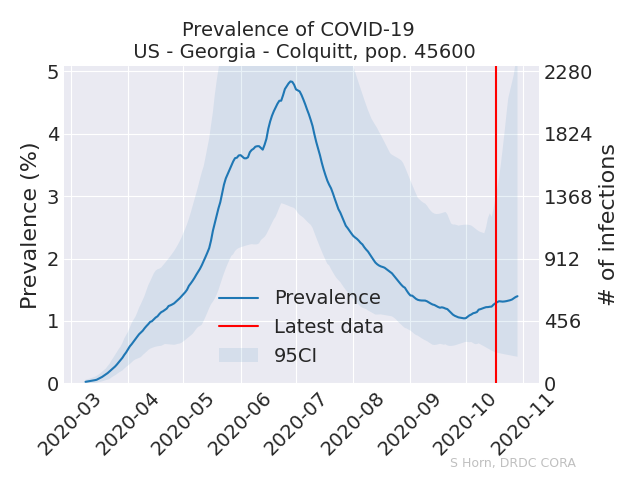 Prevalence of COVID-19
US - Georgia - Colquitt, pop. 45600
5
4
3
2
1
0
Prevalence (%)
2280
1824
1368
912
456
0
# of infections
Prevalence
Latest data
95CI
2020-03
2020-04
2020-05
2020-06
2020-07
2020-08
2020-09
2020-10
2020-11
S Horn, DRDC CORA